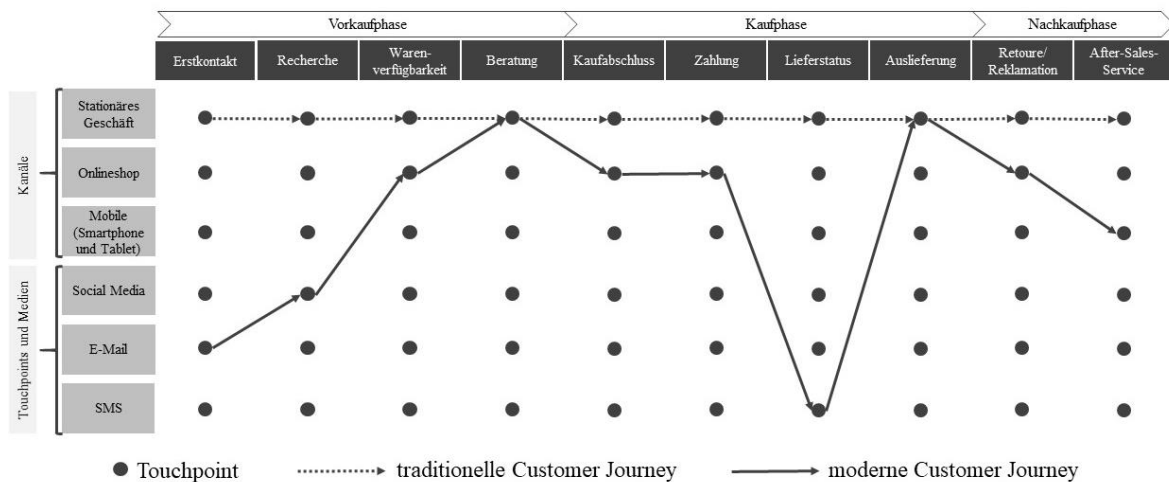 Vorkaufphase
Kaufphase
Nachkaufphase
Erstkontakt
Recherche
Waren-
verfügbarkeit
Beratung
Kaufabschluss
Zahlung
Lieferstatus
Auslieferung
Retoure/
Reklamation
After-Sales-
Service
Kanäle
Stationäres
Geschäft
Onlineshop
Mobile
(Smartphone
und Tablet)
Touchpoints und Medien
Social Media
E-Mail
SMS
Touchpoint
traditionelle Customer Journey
moderne Customer Journey